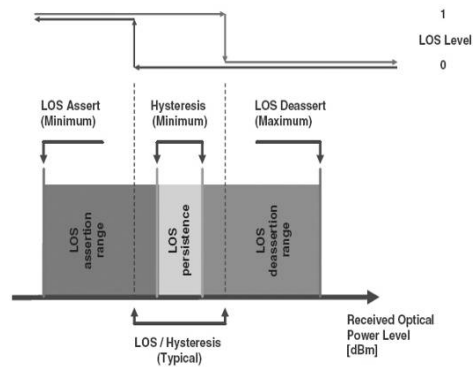 1
LOS Level
0
LOS Assert
(Minimum)
Hysteresis
(Minimum)
LOS Deassert
(Maximum)
LOS
assertion
range
LOS
persistence
LOS
deassertion
range
Received Optical
Power Level
[dBm]
LOS / Hysteresis
(Typical)